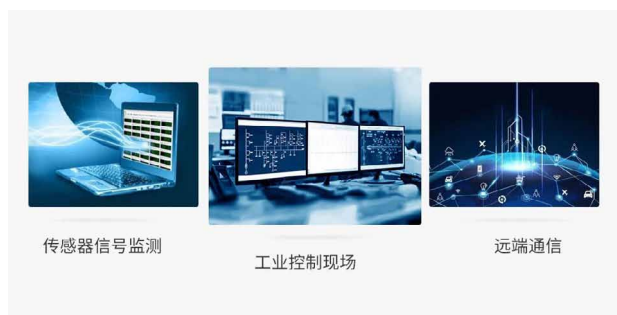 传感器信号监测
工业控制现场
远端通信